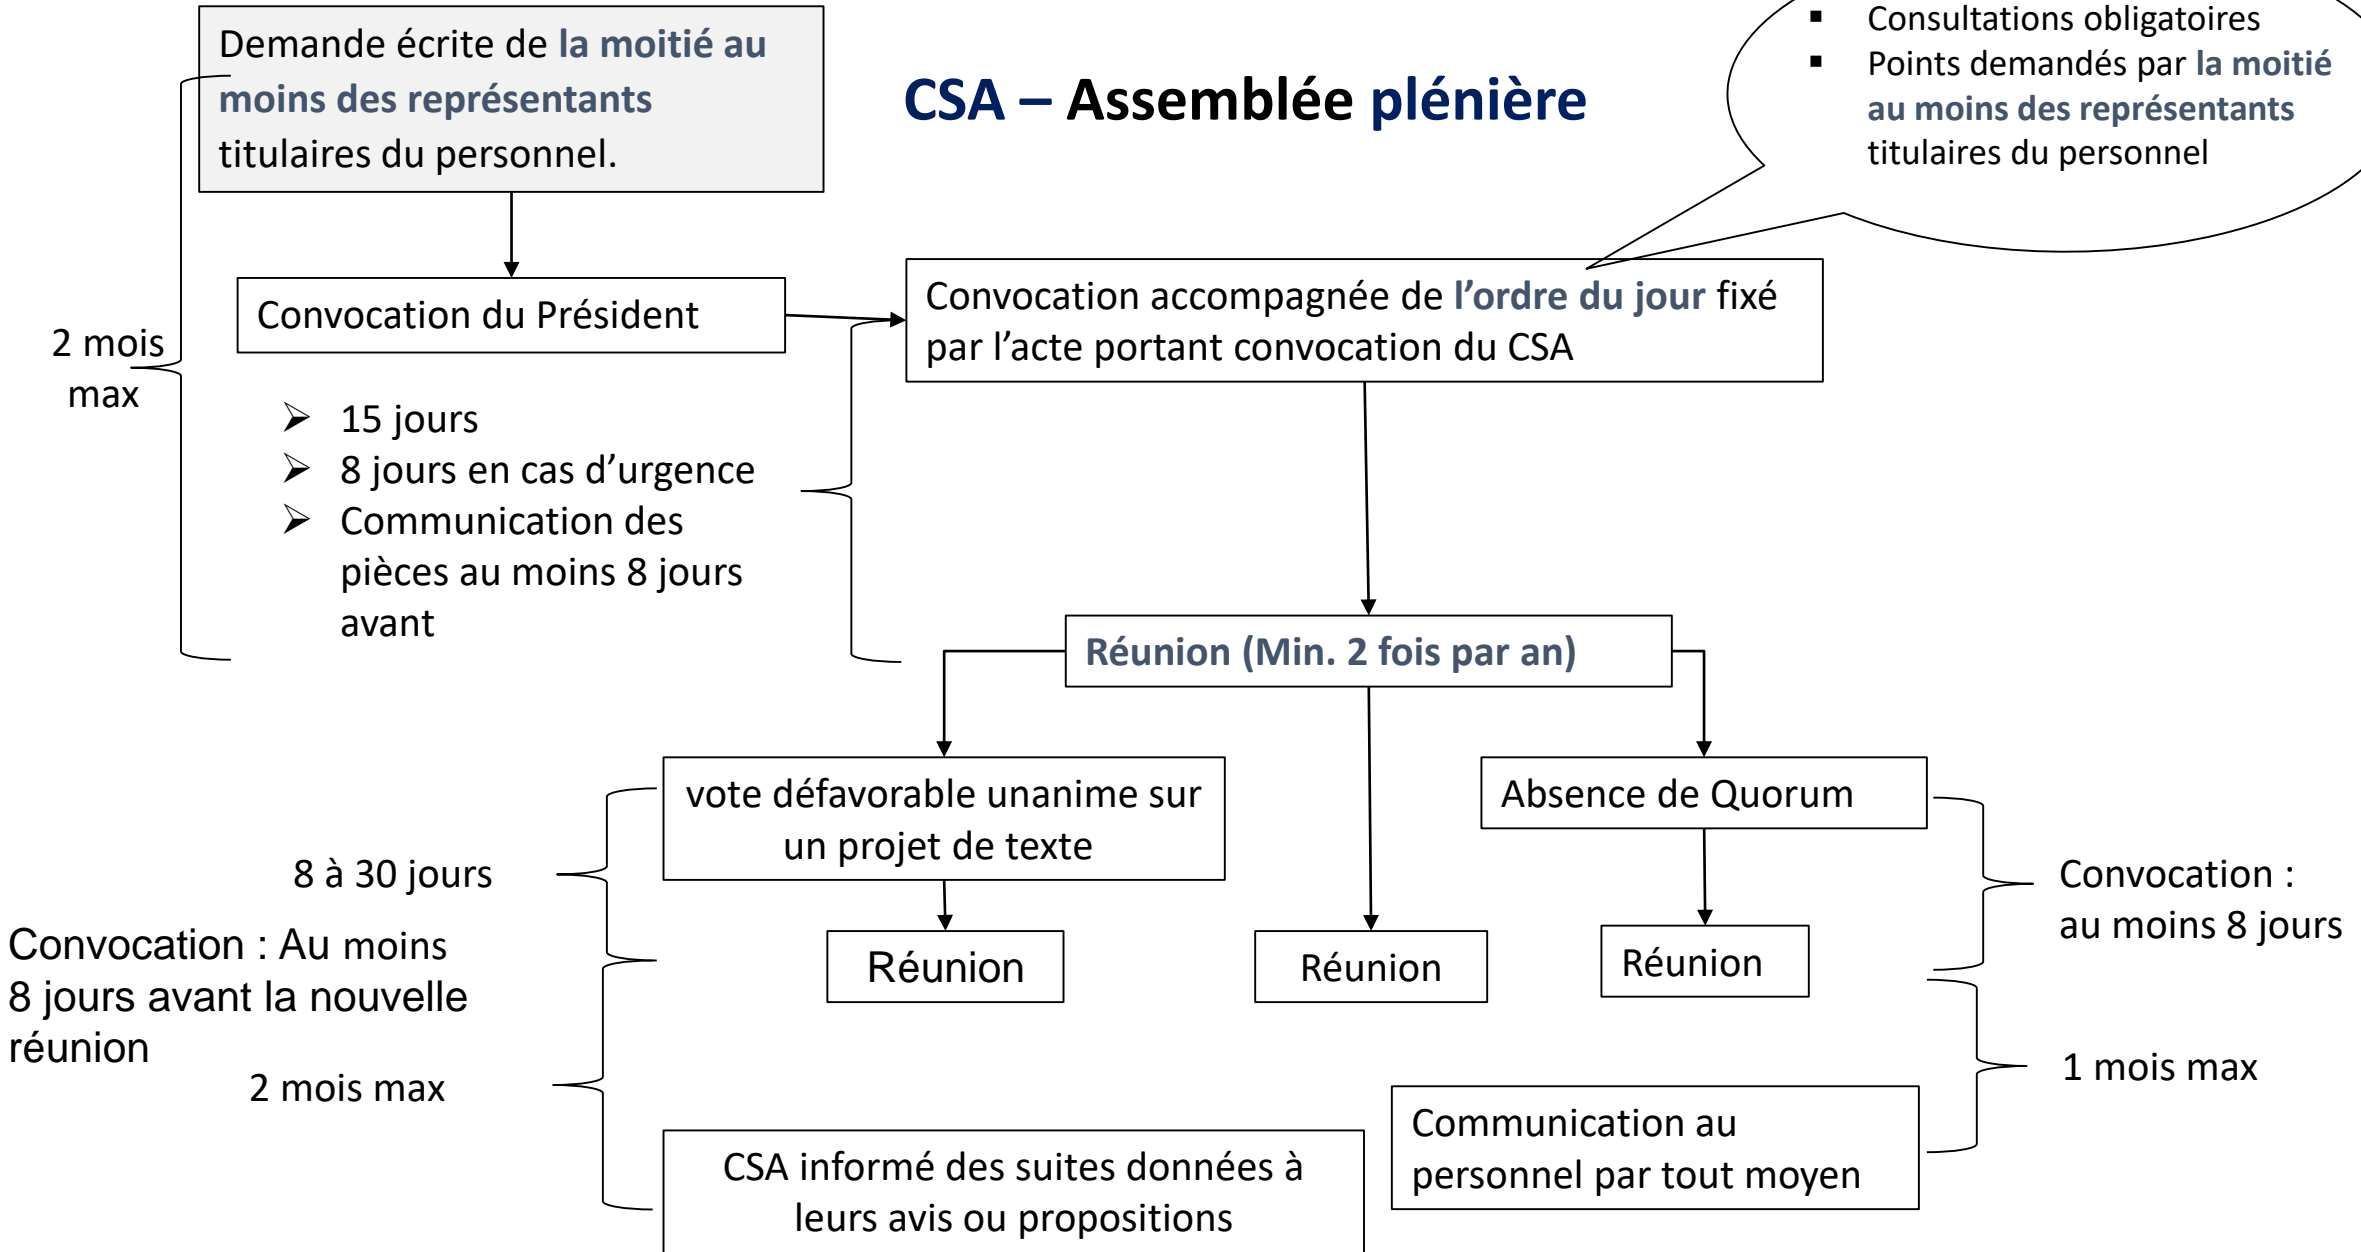 Demande écrite de la moitié au
moins des représentants
titulaires du personnel.
CSA – Assemblée plénière
▪ Consultations obligatoires
▪ Points demandés par la moitié
au moins des représentants
titulaires du personnel
Convocation du Président
Convocation accompagnée de l’ordre du jour fixé
par l’acte portant convocation du CSA
2 mois
max
➢ 15 jours
➢ 8 jours en cas d’urgence
➢ Communication des
pièces au moins 8 jours
avant
Réunion (Min. 2 fois par an)
vote défavorable unanime sur
un projet de texte
Absence de Quorum
8 à 30 jours
Convocation : Au moins
8 jours avant la nouvelle
réunion
Réunion
Réunion
Réunion
Convocation :
au moins 8 jours
2 mois max
1 mois max
CSA informé des suites données à
leurs avis ou propositions
Communication au
personnel par tout moyen